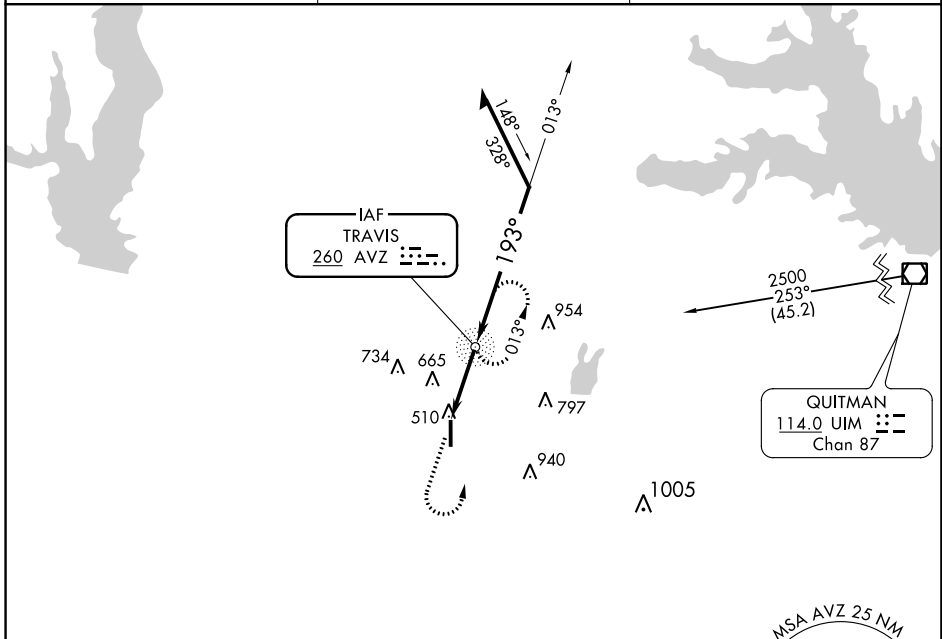 013°
148°
328°
193°
IAF
TRAVIS
260 AVZ
2500
253°
(45.2)
954
013°
734
665
510
797
QUITMAN
114.0 UIM
Chan 87
940
1005
MSA AVZ 25 NM